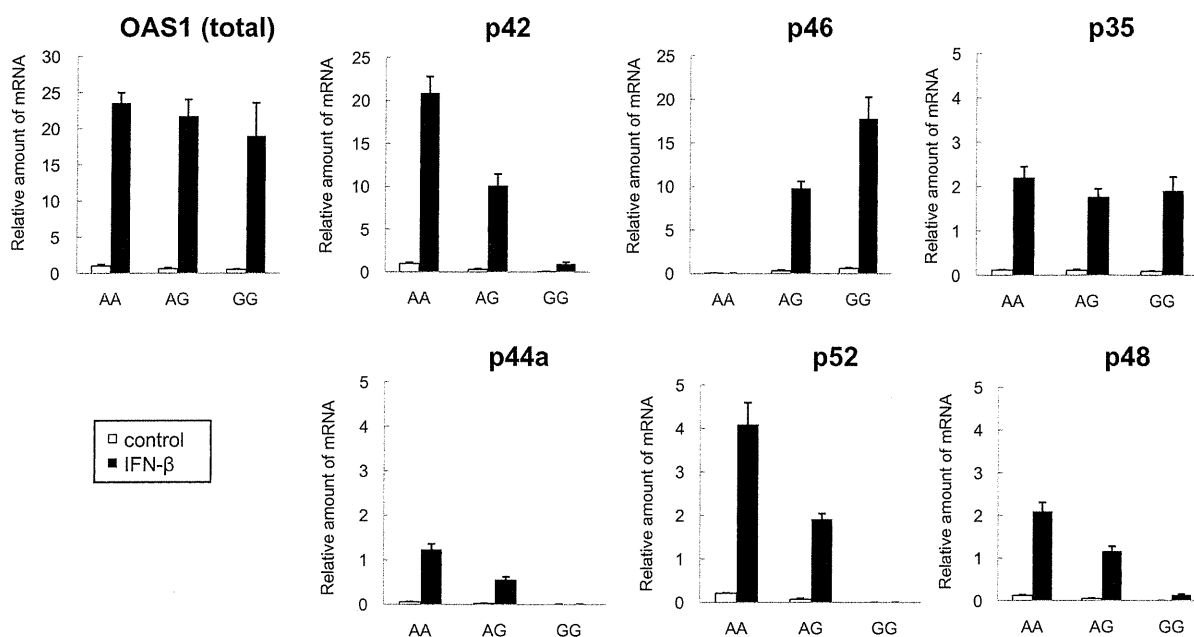 OAS1 (total)
Relative amount of mRNA
30
25
20
15
10
5
0
AA AG GG
p42
Relative amount of mRNA
25
20
15
10
5
0
AA AG GG
p46
Relative amount of mRNA
25
20
15
10
5
0
AA AG GG
p35
Relative amount of mRNA
5
4
3
2
1
0
AA AG GG
control
IFN-β
p44a
Relative amount of mRNA
5
4
3
2
1
0
AA AG GG
p52
Relative amount of mRNA
5
4
3
2
1
0
AA AG GG
p48
Relative amount of mRNA
5
4
3
2
1
0
AA AG GG